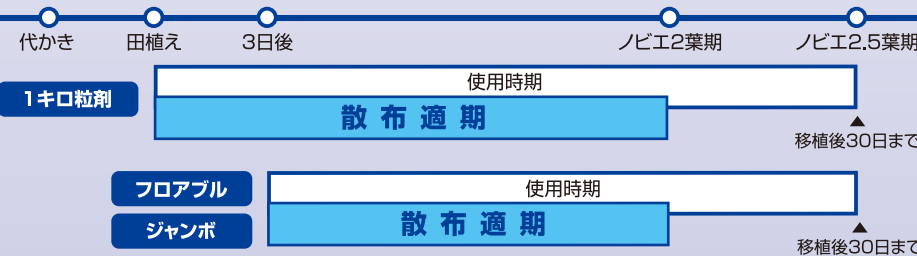 代かき 田植え 3日後 ノビエ2葉期 ノビエ2.5葉期
1キロ粒剤
使用時期
散布適期
移植後30日まで
フロアブル
ジャンボ
使用時期
散布適期
移植後30日まで